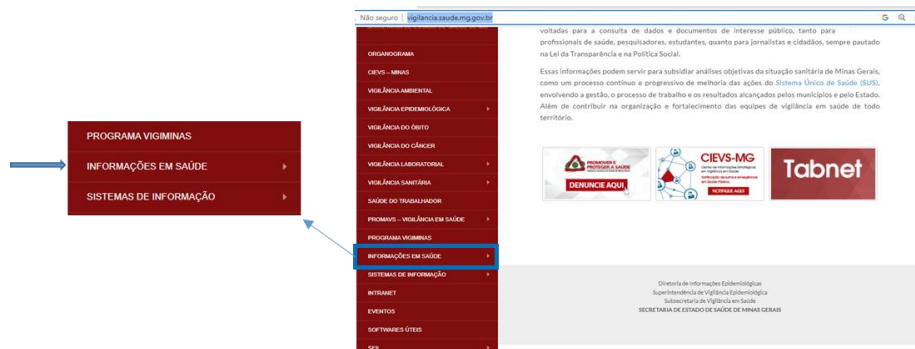 PROGRAMA VIGIMINAS
INFORMAÇÕES EM SAÚDE
SISTEMAS DE INFORMAÇÃO
Não seguro | vigilancia.saude.mg.gov.br
ORGANOGRAMA
CIEVS – MINAS
VIGILÂNCIA AMBIENTAL
VIGILÂNCIA EPIDEMIOLÓGICA
VIGILÂNCIA DO ÓBITO
VIGILÂNCIA DO CÂNCER
VIGILÂNCIA LABORATORIAL
VIGILÂNCIA SANITÁRIA
SAÚDE DO TRABALHADOR
PROMAVS – VIGILÂNCIA EM SAÚDE
PROGRAMA VIGIMINAS
INFORMAÇÕES EM SAÚDE
SISTEMAS DE INFORMAÇÃO
INTRANET
EVENTOS
SOFTWARES ÚTEIS
voltadas para a consulta de dados e documentos de interesse público, tanto para
profissionais de saúde, pesquisadores, estudantes, quanto para jornalistas e cidadãos, sempre pautado
na Lei da Transparência e na Política Social.
Essas informações podem servir para subsidiar análises objetivas da situação sanitária de Minas Gerais,
como um processo contínuo e progressivo de melhoria das ações do Sistema Único de Saúde (SUS),
envolvendo a gestão, o processo de trabalho e os resultados alcançados pelos municípios e pelo Estado.
Além de contribuir na organização e fortalecimento das equipes de vigilância em saúde de todo
território.
PROMOVER E
PROTEGER A SAÚDE
DENUNCIE AQUI
CIEVS-MG
NOTIFIQUE AQUI
Tabnet
Diretoria de Informações Epidemiológicas
Superintendência de Vigilância Epidemiológica
Subsecretaria de Vigilância em Saúde
SECRETARIA DE ESTADO DE SAÚDE DE MINAS GERAIS